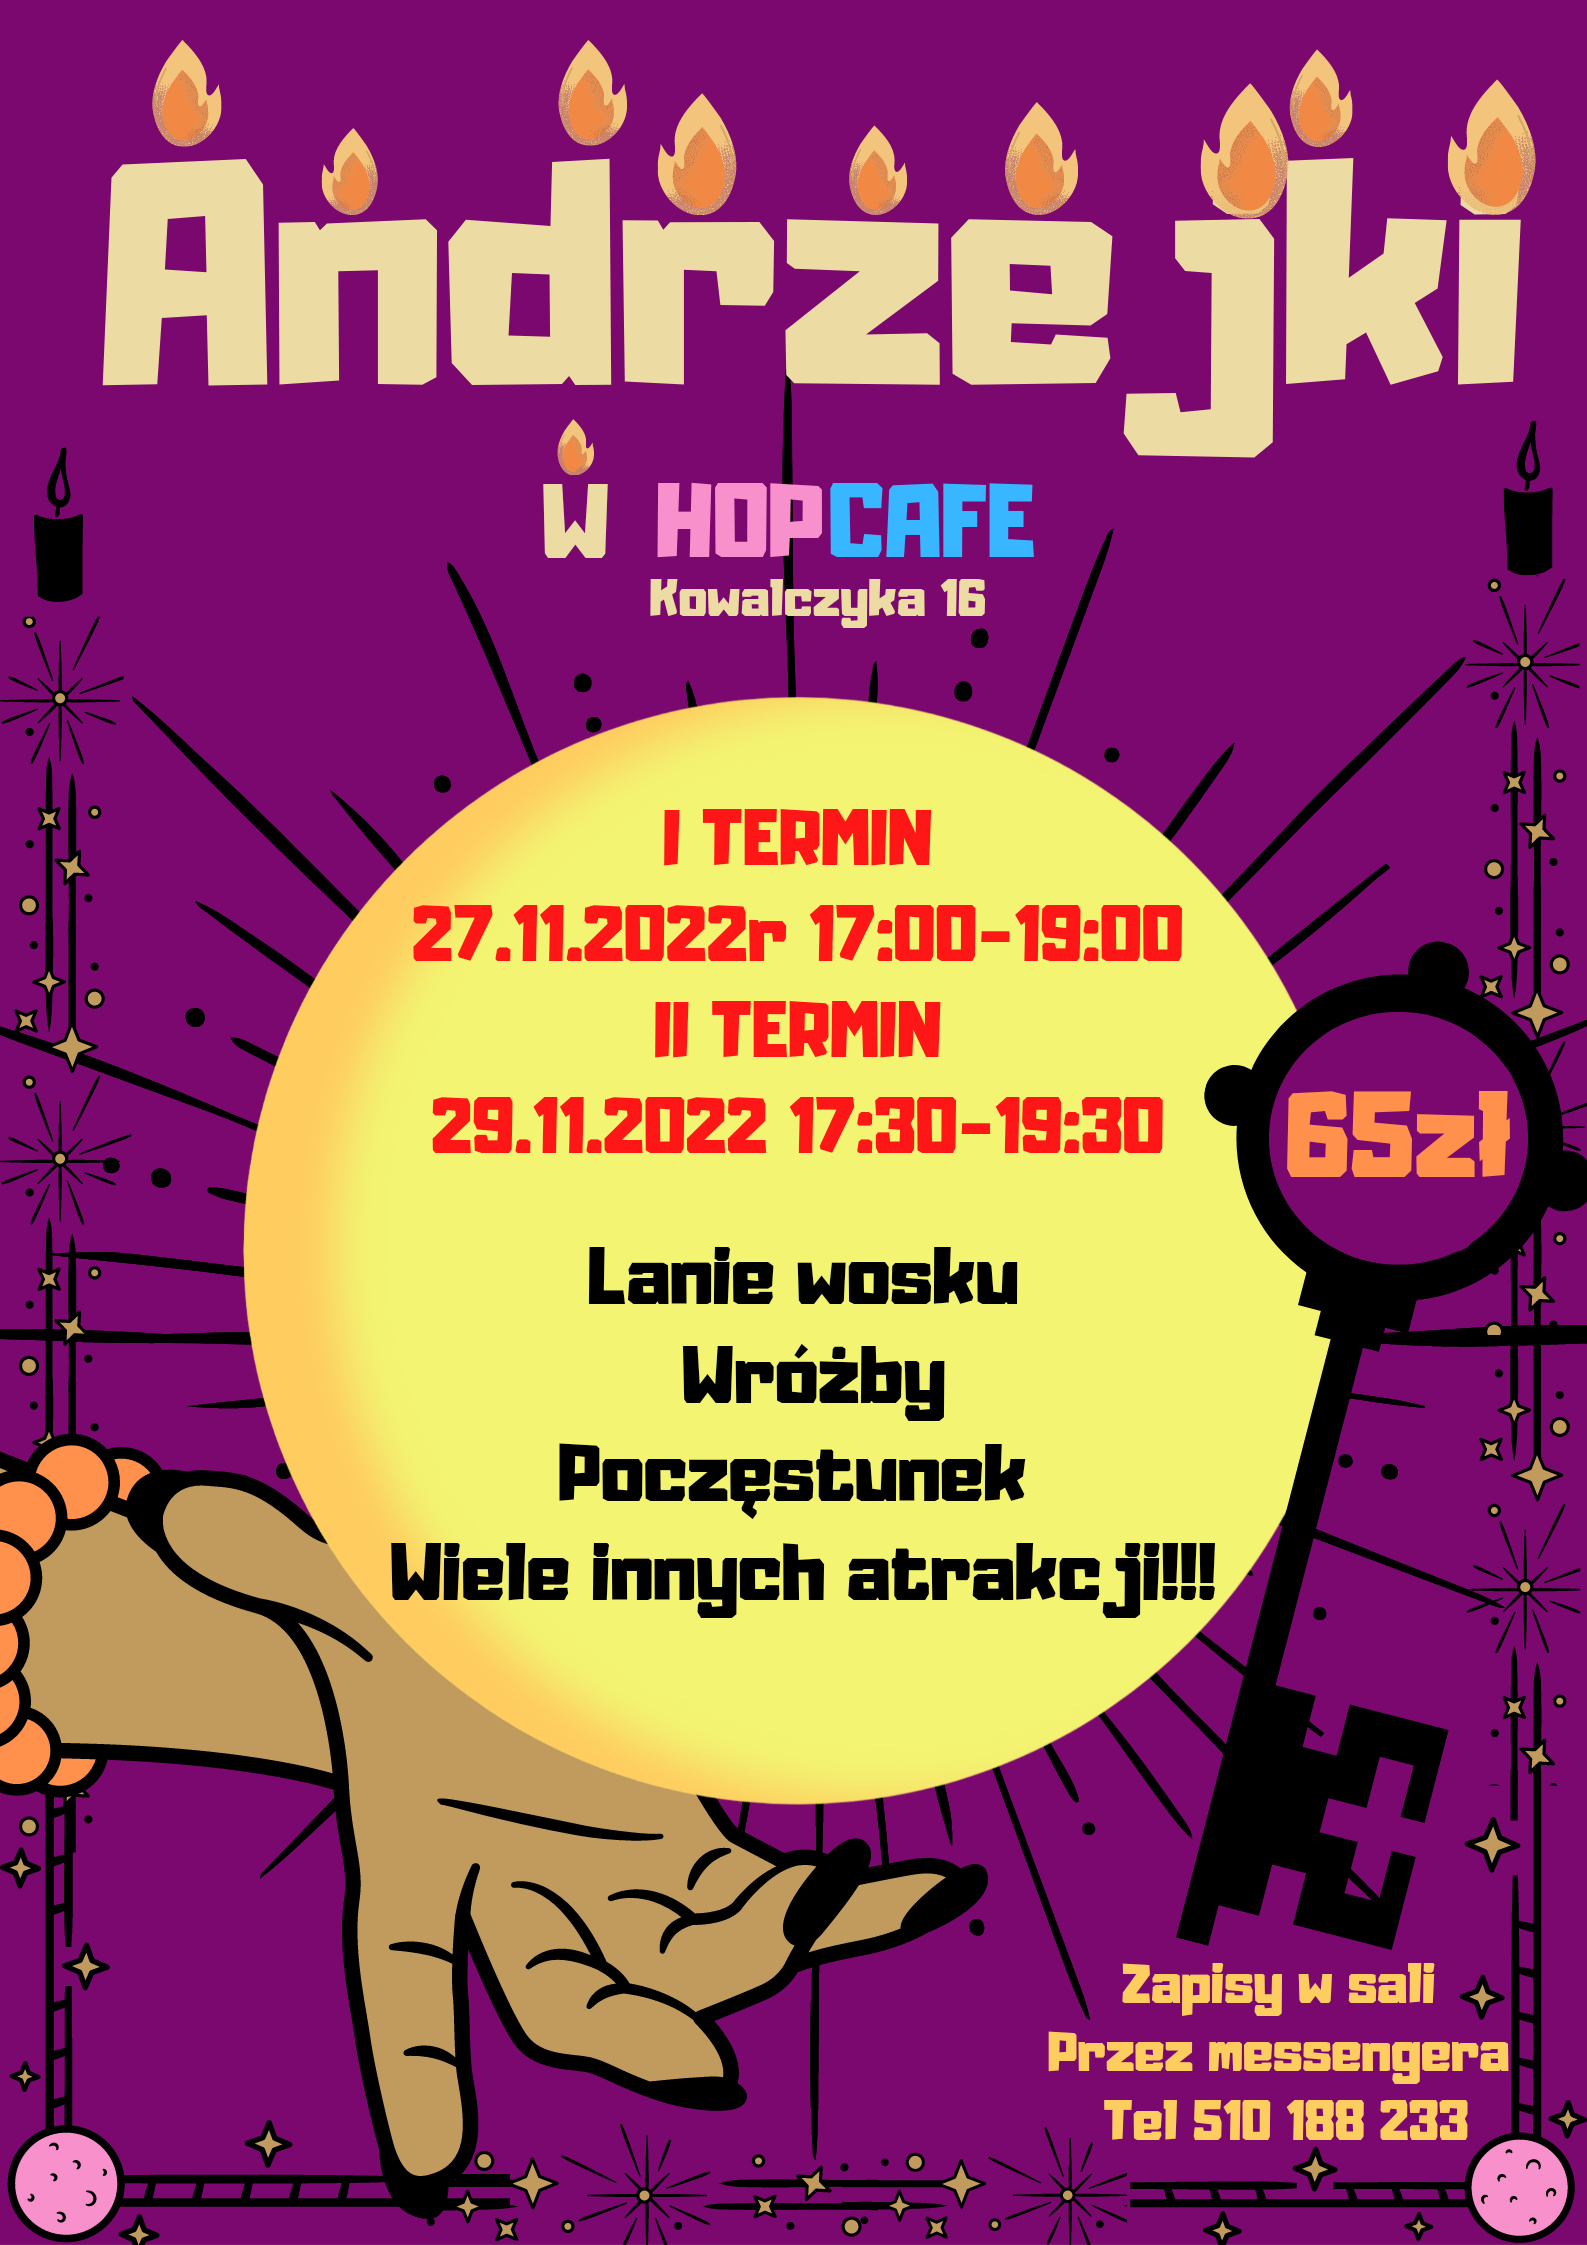 Andrzejki
W HOPCAFE
Kowalczyka 16
I TERMIN
27.11.2022r 17:00-19:00
II TERMIN
29.11.2022 17:30-19:30
65zł
Lanie wosku
Wróżby
Poczęstunek
Wiele innych atrakcji!!!
Zapisy w sali
Przez messengera
Tel 510 188 233